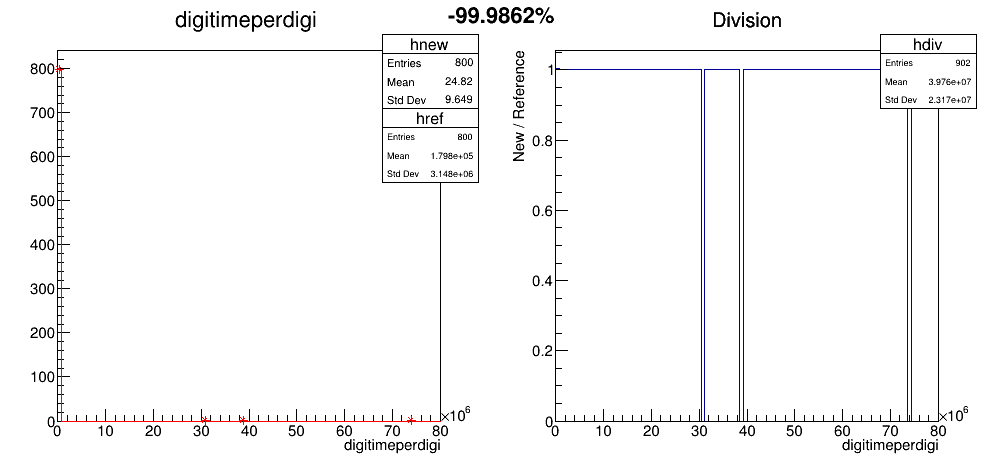 digitimeperdigi
-99.9862%
Division
hnew
Entries 800
Mean 24.82
Std Dev 9.649
href
Entries 800
Mean 1.798e+05
Std Dev 3.148e+06
800
700
600
500
400
300
200
100
0
0 10 20 30 40 50 60 70 80
×10⁶
digitimeperdigi
hdiv
Entries 902
Mean 3.976e+07
Std Dev 2.317e+07
New / Reference
1
0.8
0.6
0.4
0.2
0
0 10 20 30 40 50 60 70 80
×10⁶
digitimeperdigi